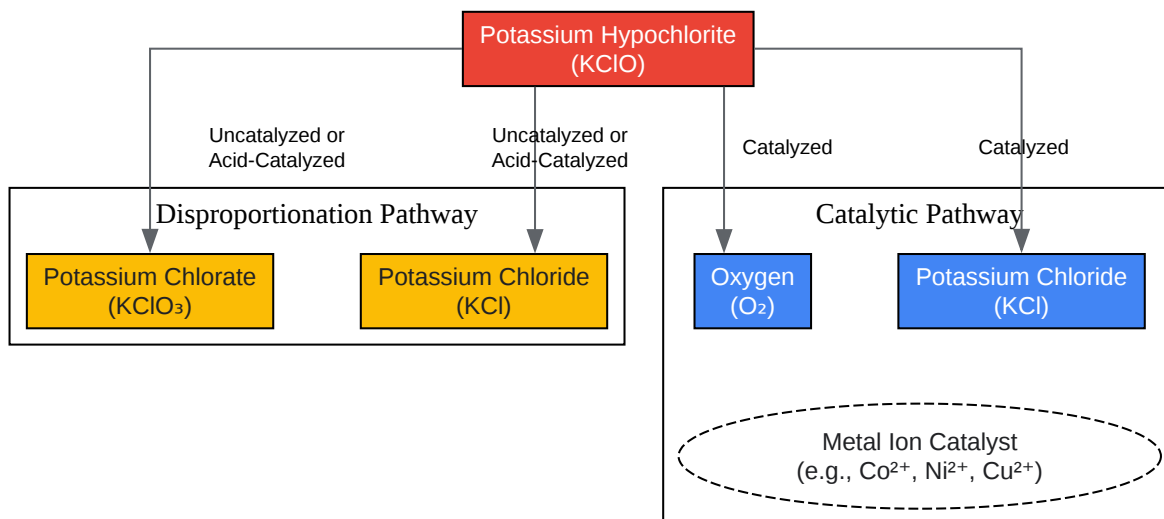 Potassium Hypochlorite
(KClO)
Uncatalyzed or
Acid-Catalyzed
Uncatalyzed or
Acid-Catalyzed
Catalyzed
Catalyzed
Disproportionation Pathway
Catalytic Pathway
Potassium Chlorate
(KClO₃)
Potassium Chloride
(KCl)
Oxygen
(O₂)
Potassium Chloride
(KCl)
Metal Ion Catalyst
(e.g., Co²⁺, Ni²⁺, Cu²⁺)